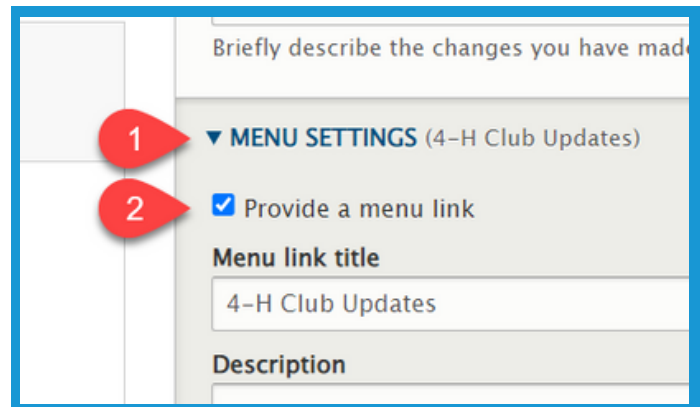 Briefly describe the changes you have made
1
▼ MENU SETTINGS (4-H Club Updates)
2
Provide a menu link
Menu link title
4-H Club Updates
Description